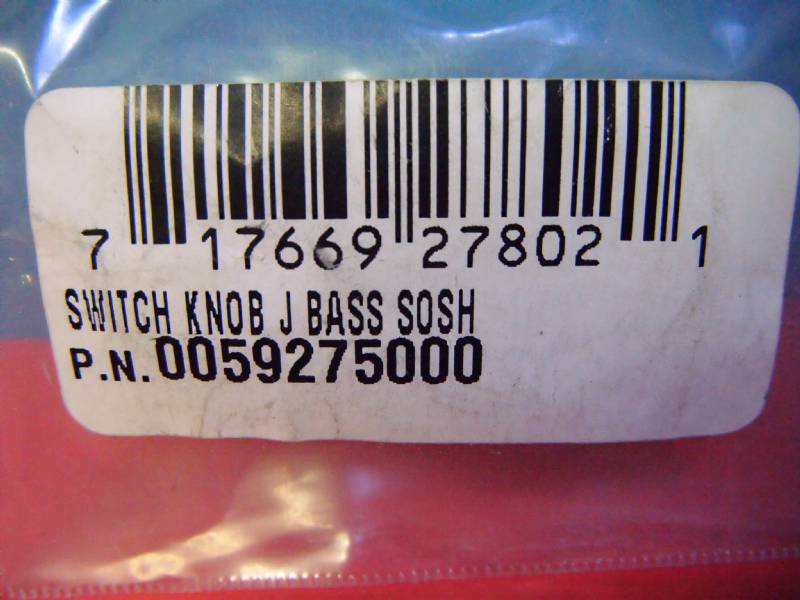 7 17669 27802 1
SWITCH KNOB J BASS SOSH
P.N.0059275000